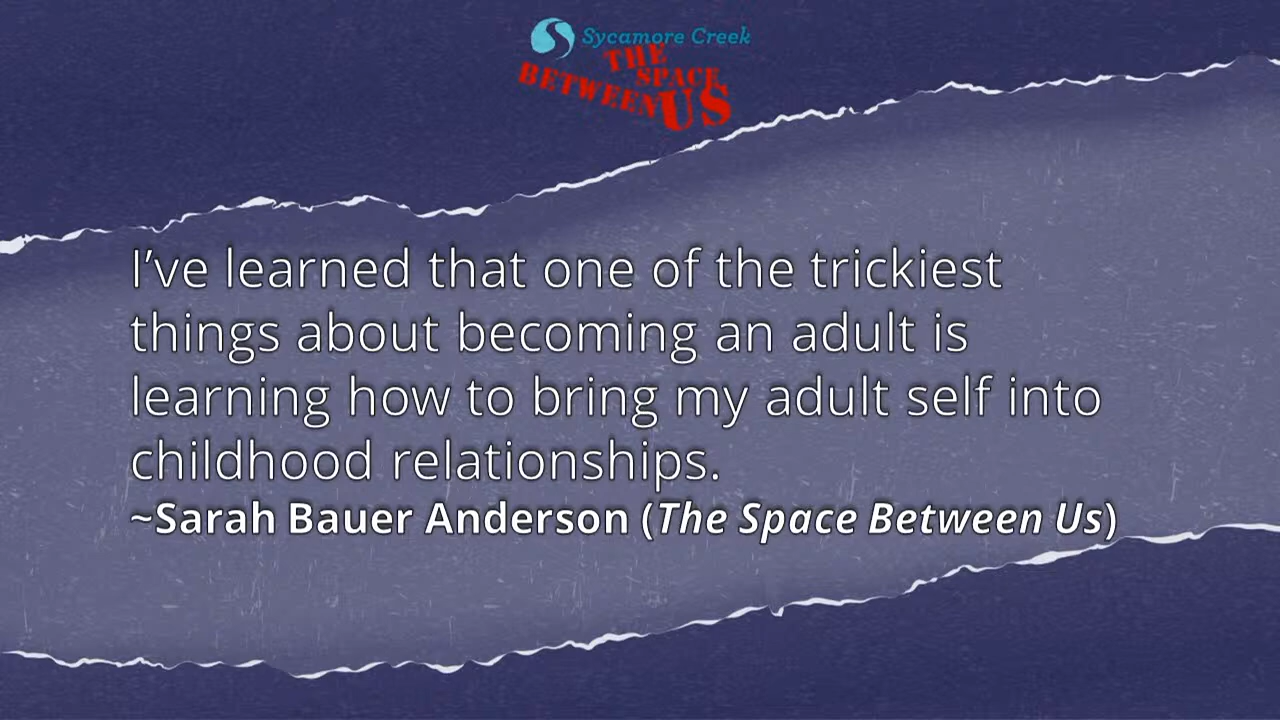 Sycamore Creek
THE
SPACE
BETWEEN US
I’ve learned that one of the trickiest
things about becoming an adult is
learning how to bring my adult self into
childhood relationships.
~Sarah Bauer Anderson (The Space Between Us)